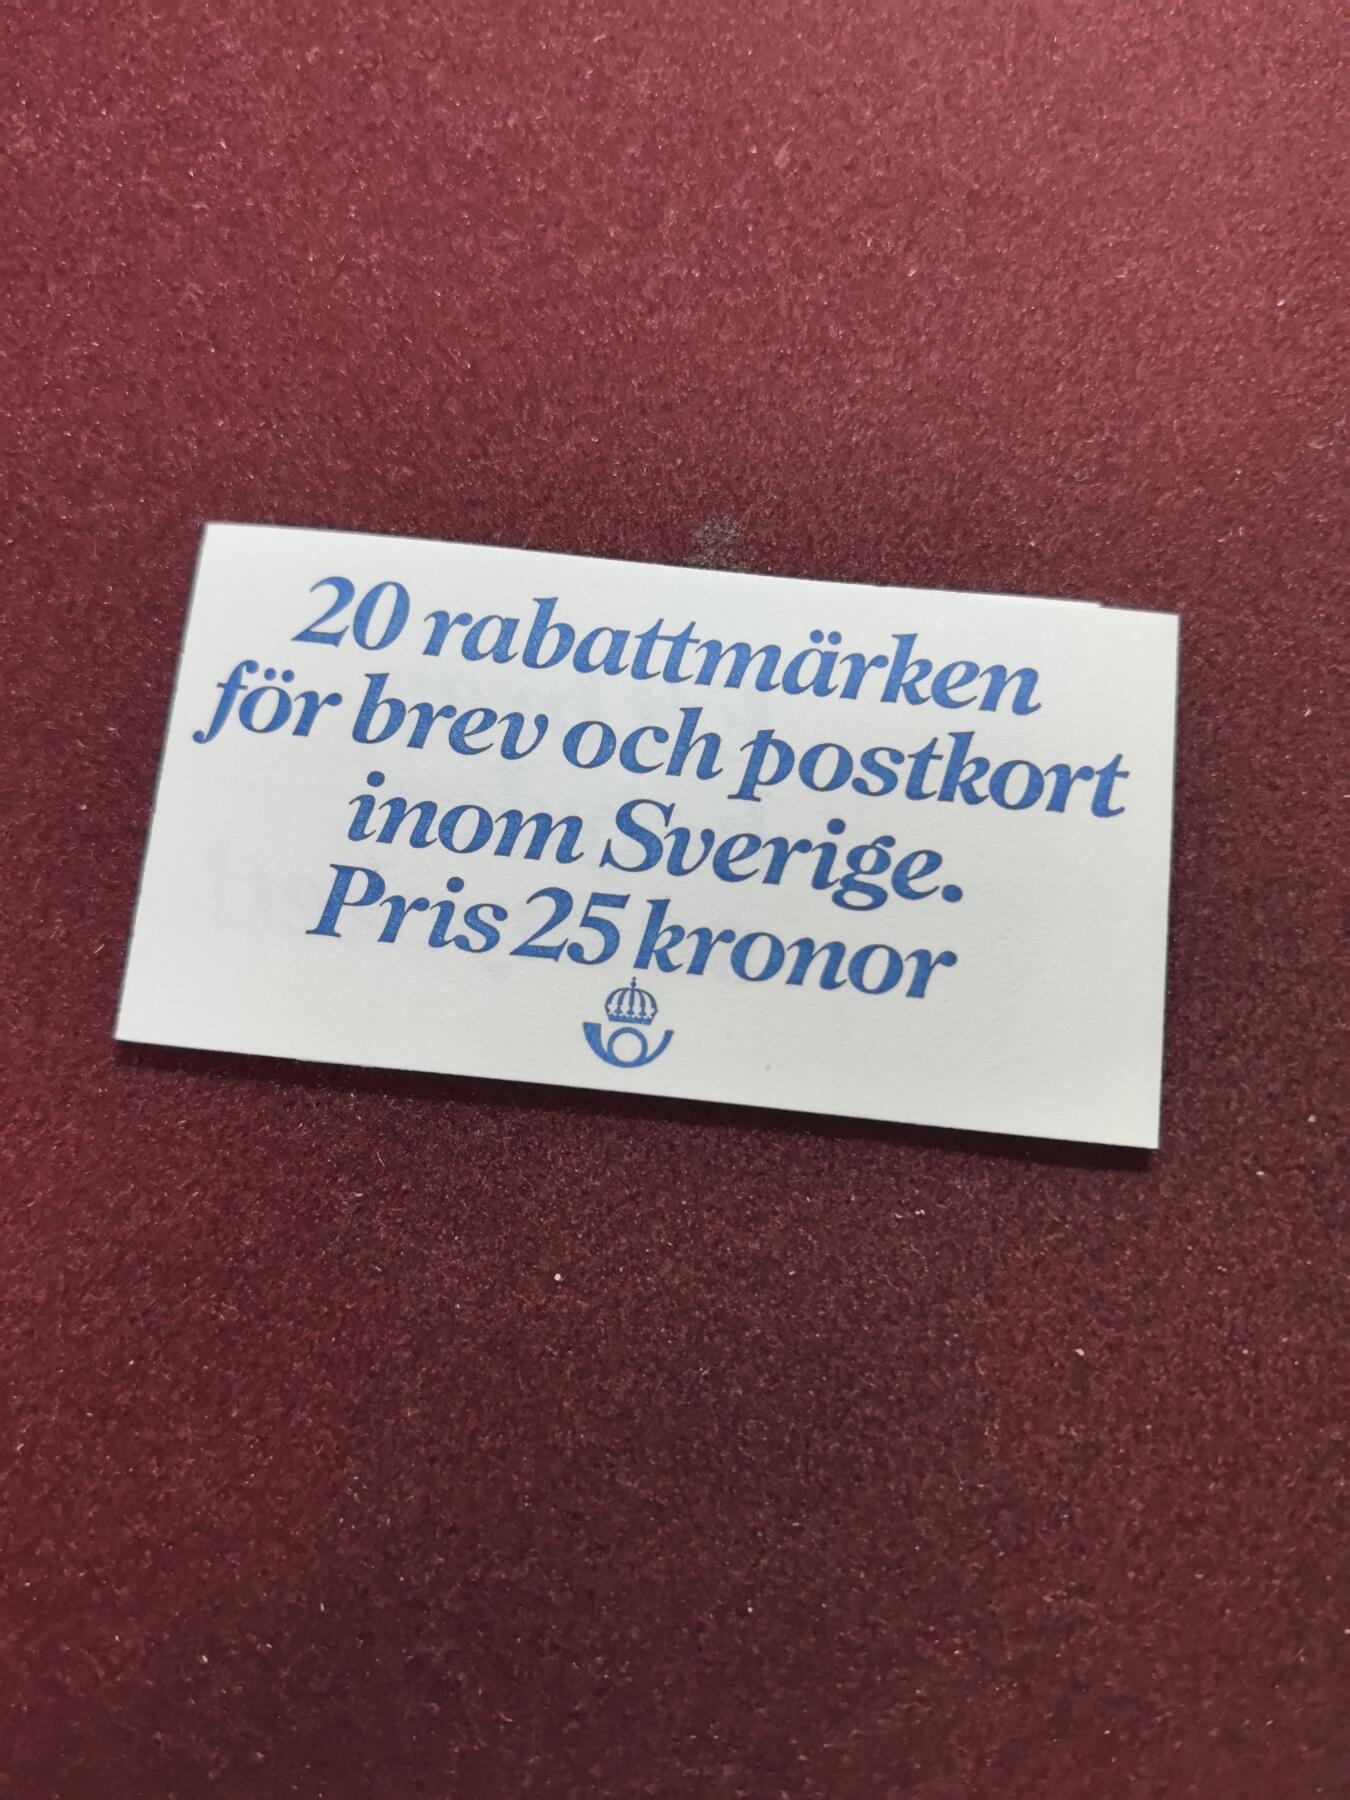 20 rabattmärken
för brev och postkort
inom Sverige.
Pris 25 kronor